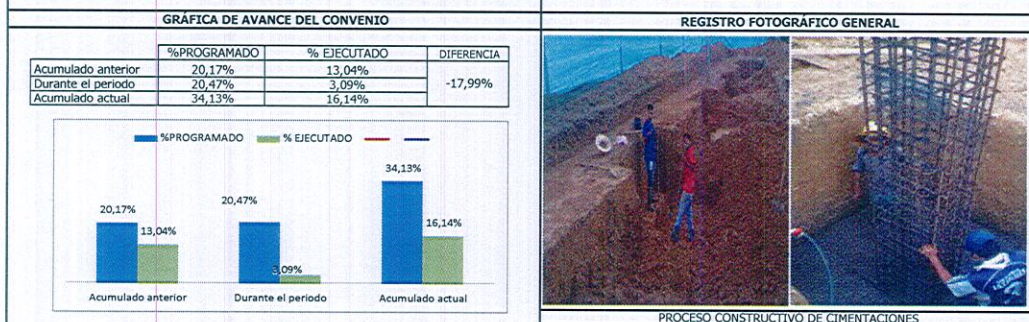 GRÁFICA DE AVANCE DEL CONVENIO
%PROGRAMADO % EJECUTADO DIFERENCIA
Acumulado anterior 20,17% 13,04%
Durante el periodo 20,47% 3,09% -17,99%
Acumulado actual 34,13% 16,14%
%PROGRAMADO % EJECUTADO
34,13%
20,17% 20,47%
13,04% 16,14%
3,09%
Acumulado anterior Durante el periodo Acumulado actual
REGISTRO FOTOGRÁFICO GENERAL
PROCESO CONSTRUCTIVO DE CIMENTACIONES